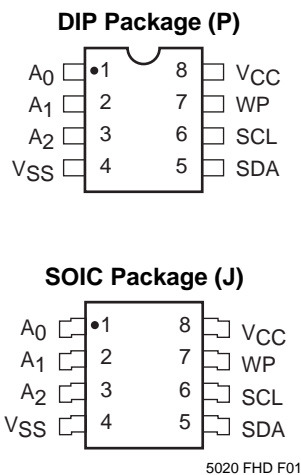 DIP Package (P)
A0 1 8 VCC
A1 2 7 WP
A2 3 6 SCL
VSS 4 5 SDA
SOIC Package (J)
A0 1 8 VCC
A1 2 7 WP
A2 3 6 SCL
VSS 4 5 SDA
5020 FHD F01